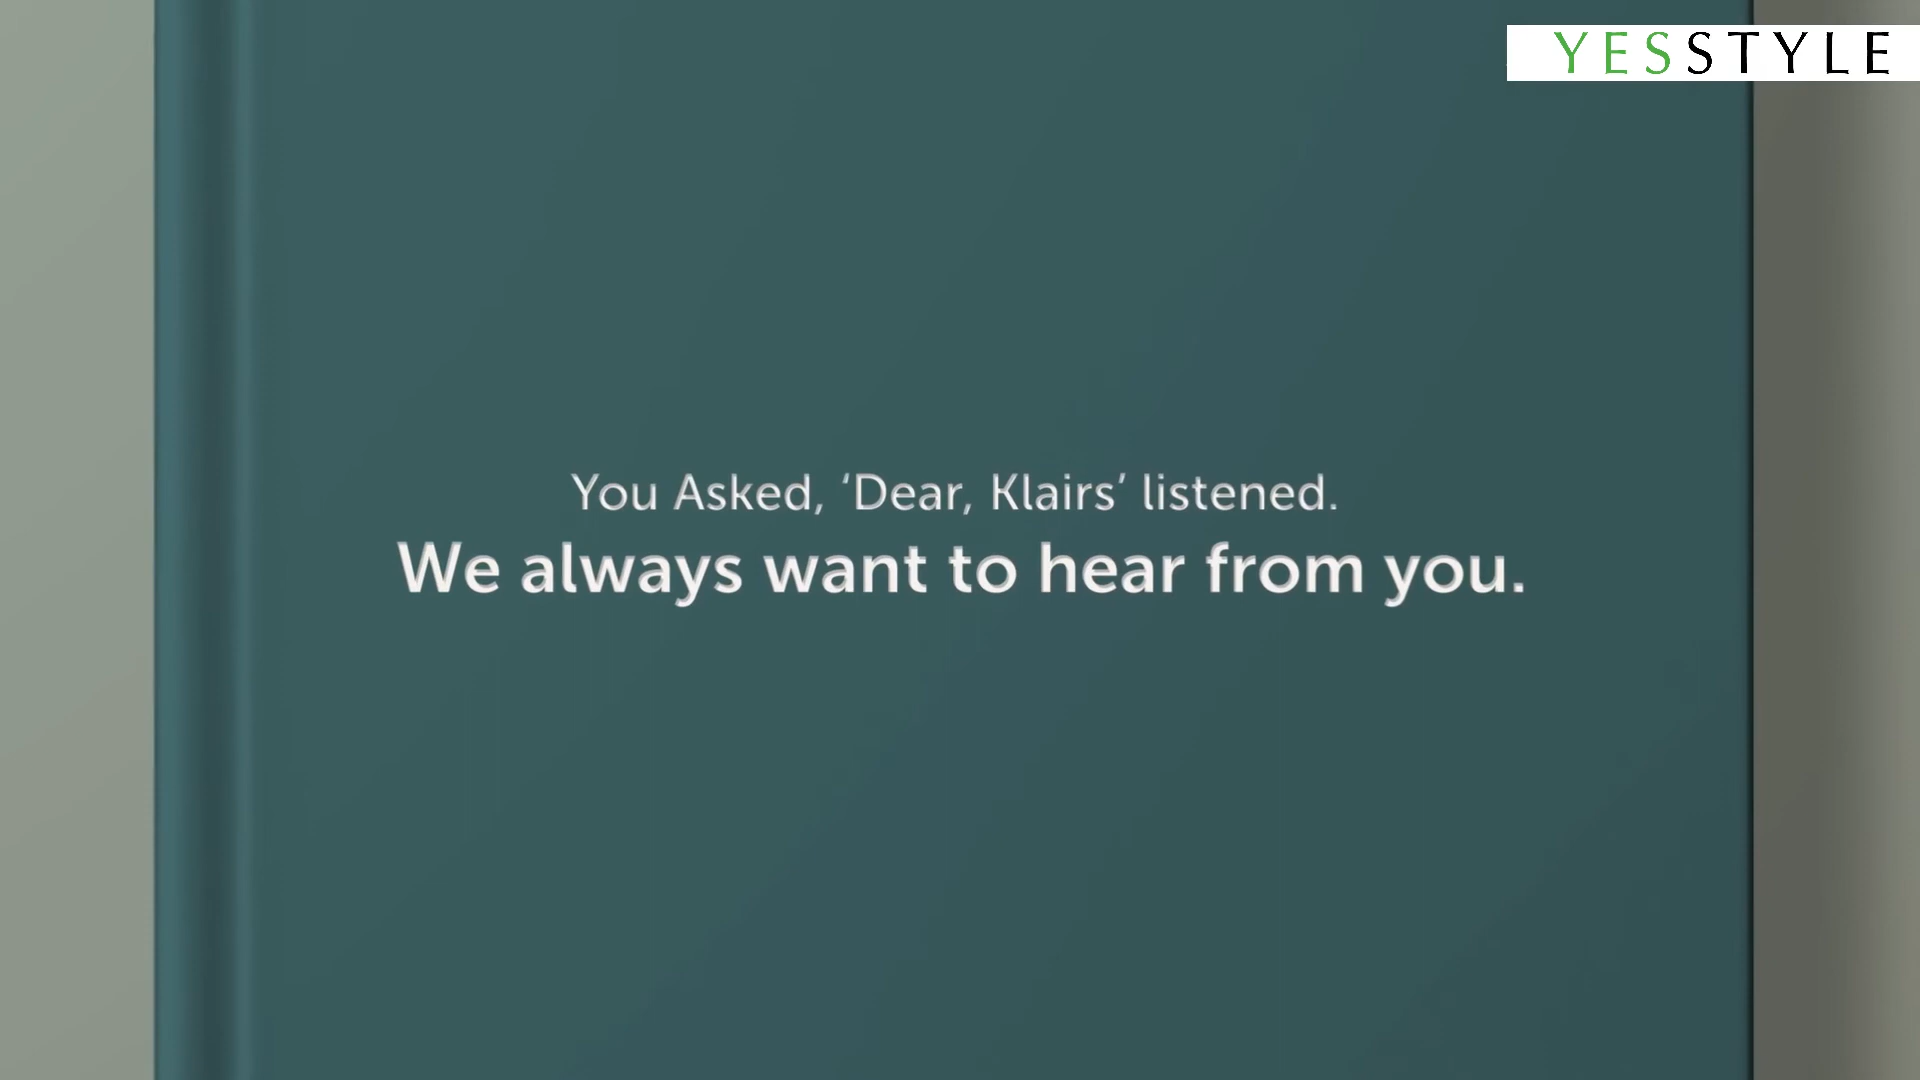 YESSTYLE
You Asked, ‘Dear, Klairs’ listened.
We always want to hear from you.